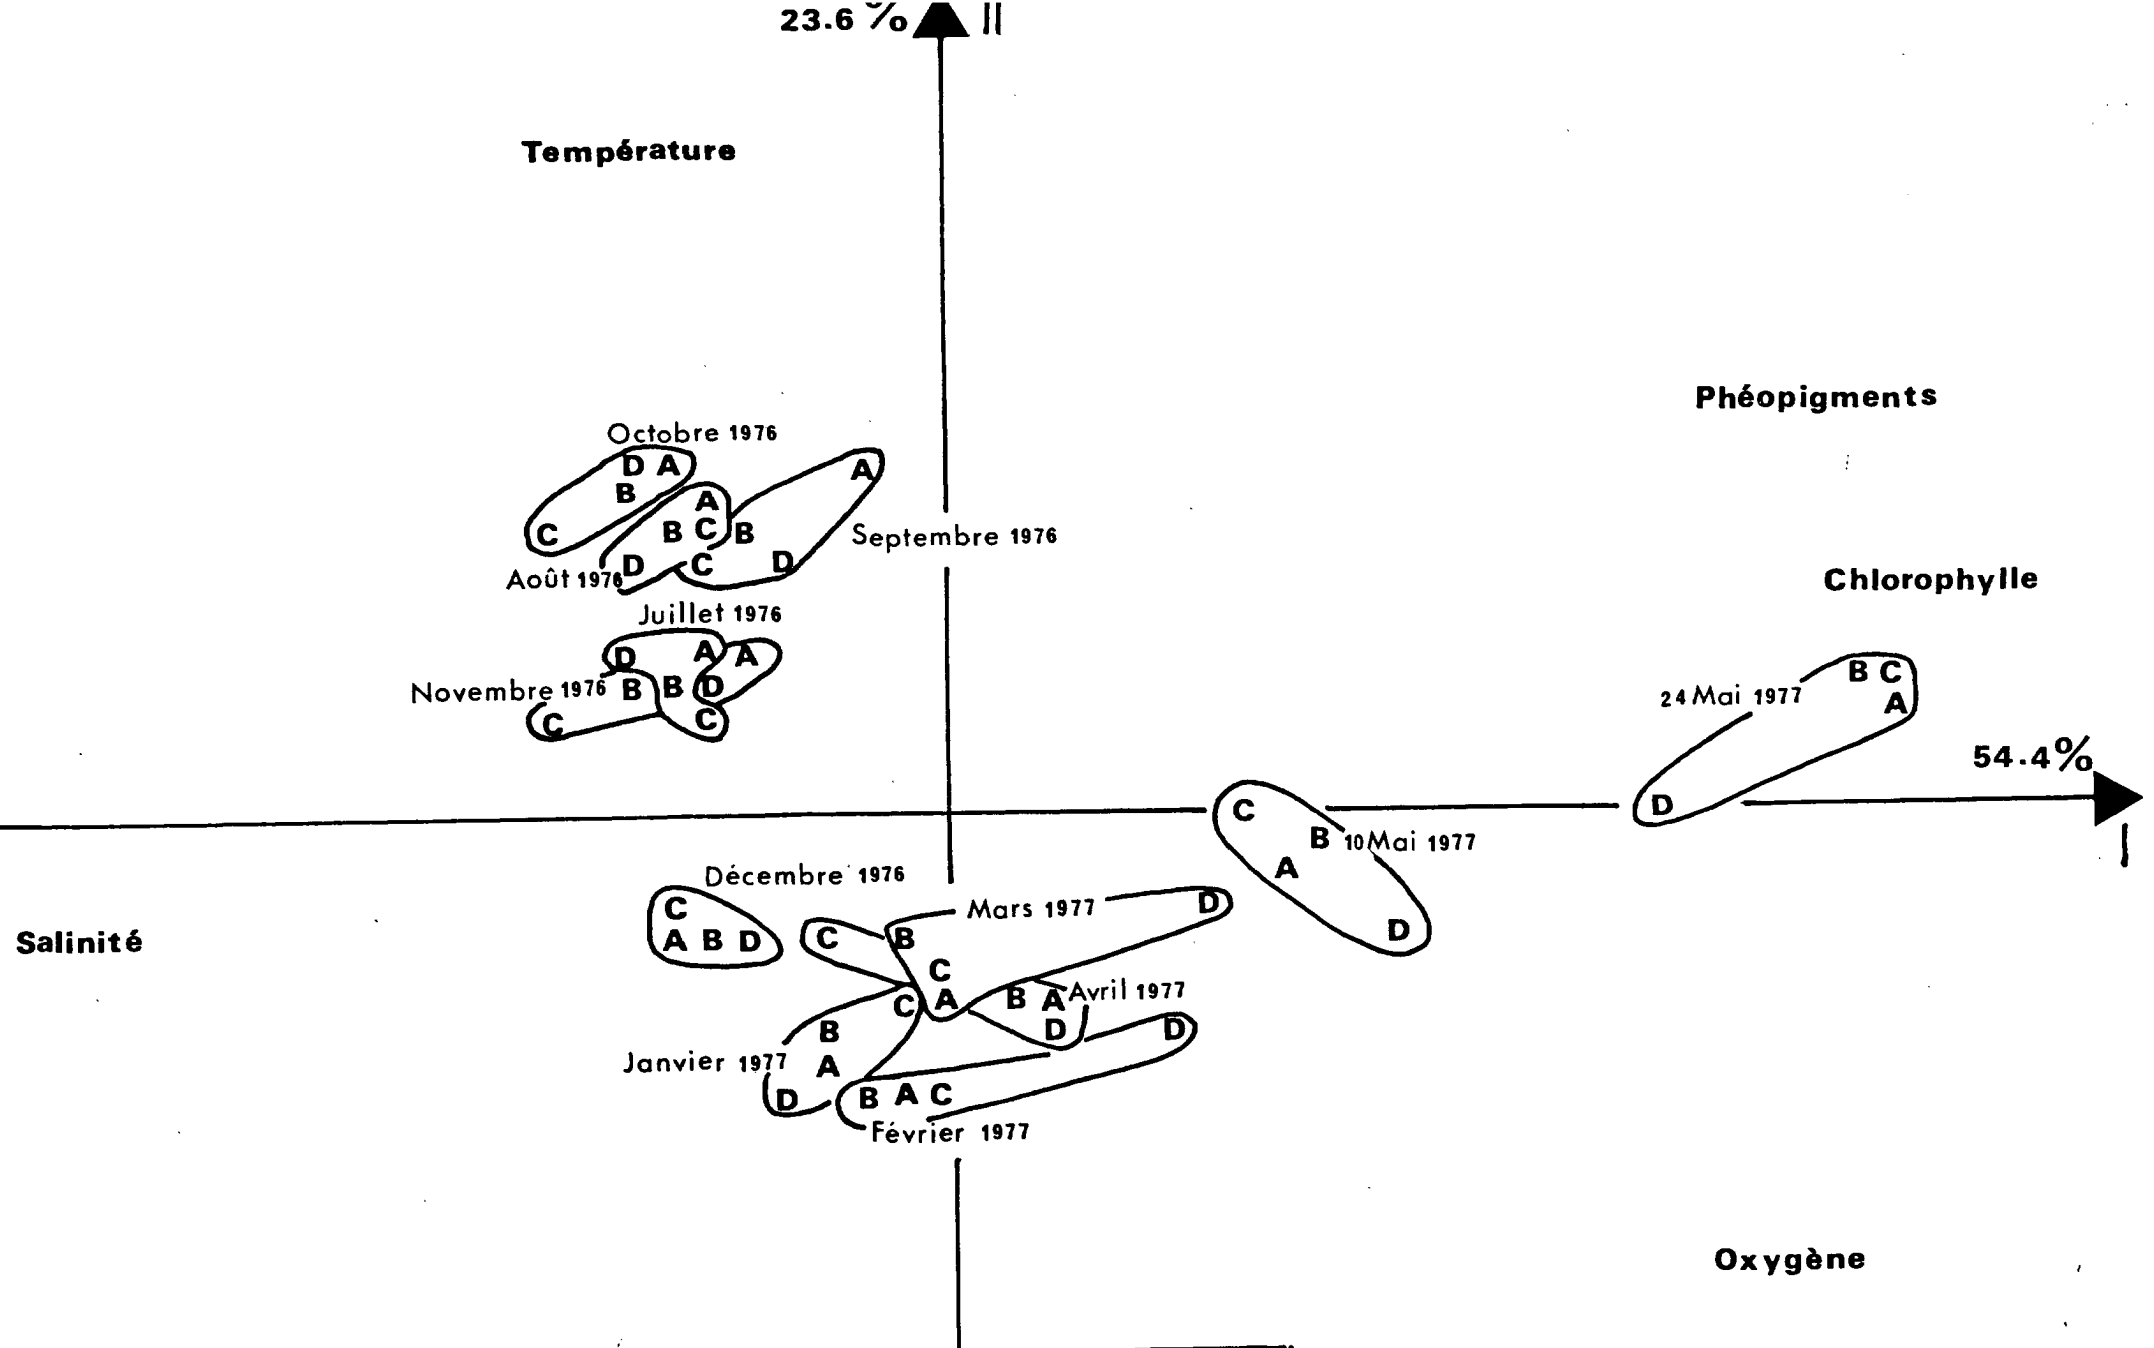 23.6 % II
Température
Phéopigments
Octobre 1976
D A
B
C
A
B C
D
Août 1976
A
B
C D
Septembre 1976
Chlorophylle
Juillet 1976
D A
B
C
A
D
Novembre 1976 B
C
24 Mai 1977
B C
A
D
54.4%
I
C
B
A
D
10 Mai 1977
Décembre 1976
C
A B D
Salinité
Mars 1977
D
B
C
A
C
B A
D
Avril 1977
C
B
A
D
Janvier 1977
D
B A C
Février 1977
Oxygène